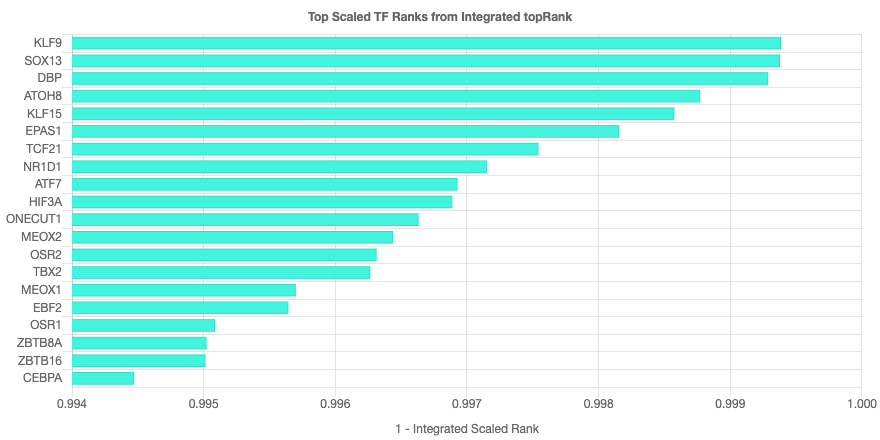 Top Scaled TF Ranks from Integrated topRank
KLF9
SOX13
DBP
ATOH8
KLF15
EPAS1
TCF21
NR1D1
ATF7
HIF3A
ONECUT1
MEOX2
OSR2
TBX2
MEOX1
EBF2
OSR1
ZBTB8A
ZBTB16
CEBPA
0.994 0.995 0.996 0.997 0.998 0.999 1.000
1 - Integrated Scaled Rank